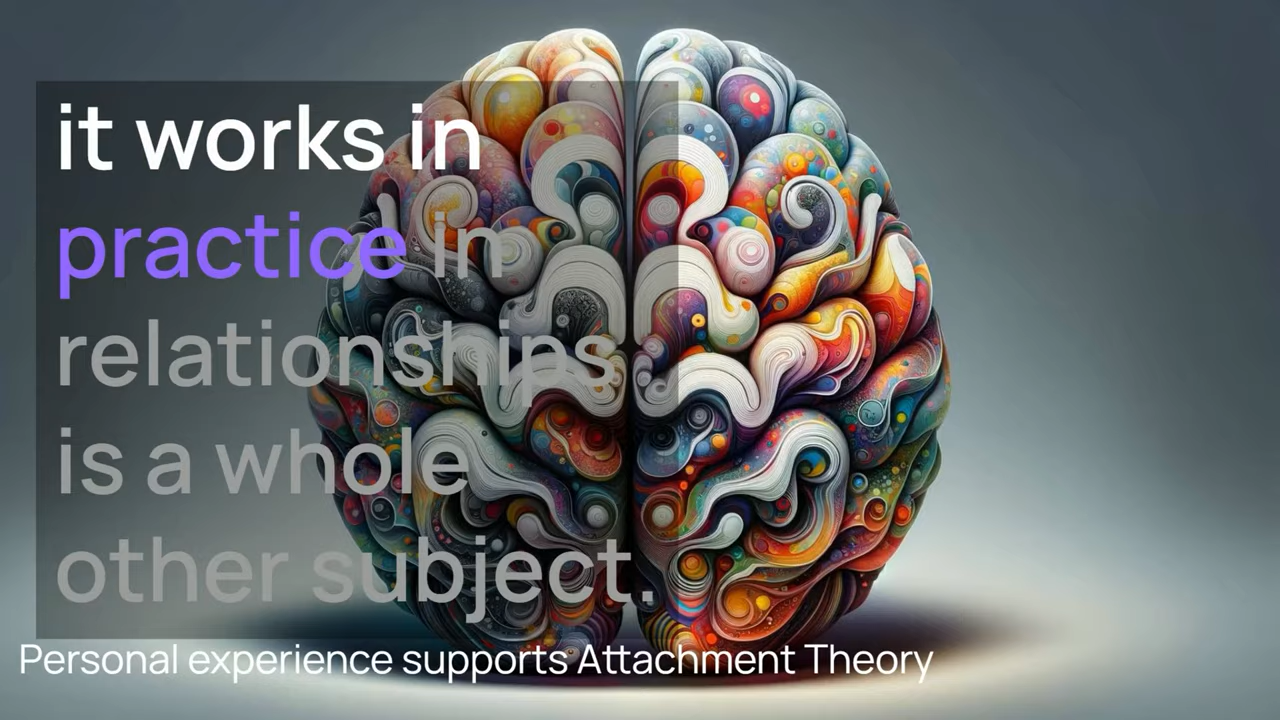 it works in
practice in
relationships
is a whole
other subject.
Personal experience supports Attachment Theory